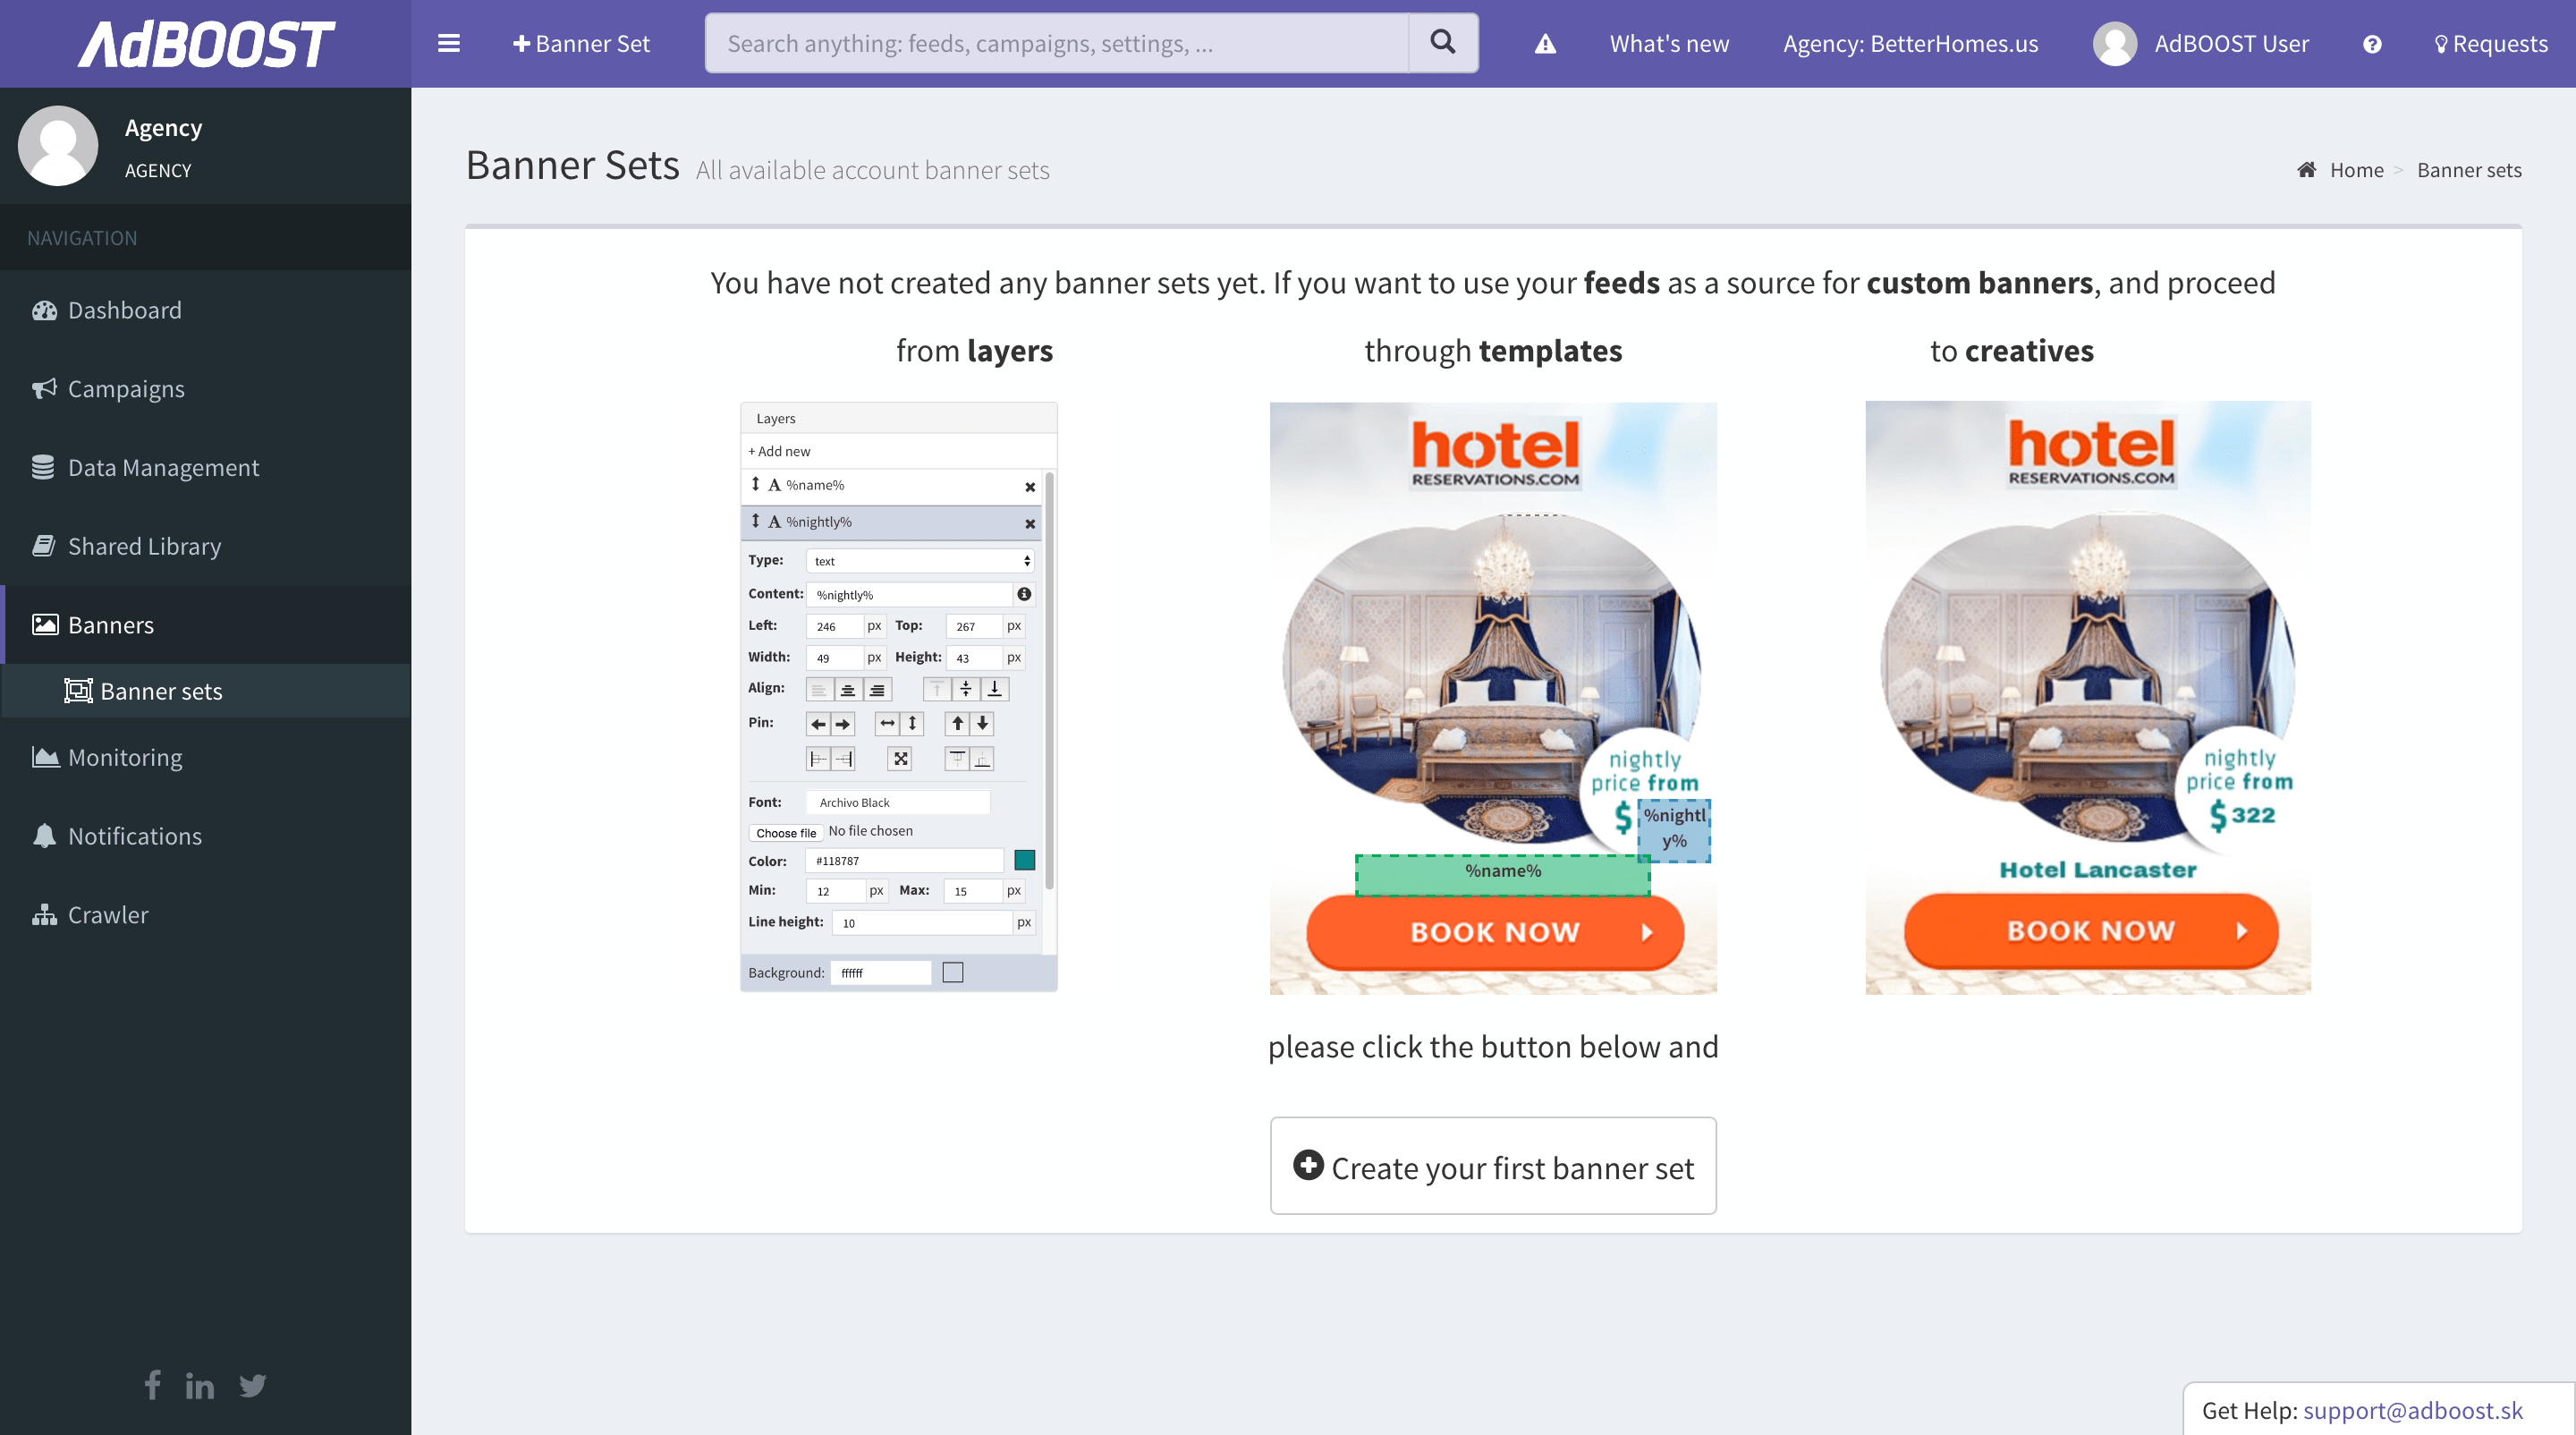 AdBOOST
+ Banner Set
Search anything: feeds, campaigns, settings, ...
What's new
Agency: BetterHomes.us
AdBOOST User
Requests
Agency
AGENCY
NAVIGATION
Dashboard
Campaigns
Data Management
Shared Library
Banners
Banner sets
Monitoring
Notifications
Crawler
Banner Sets All available account banner sets
Home > Banner sets
You have not created any banner sets yet. If you want to use your feeds as a source for custom banners, and proceed
from layers
Layers
+ Add new
A %name%
A %nightly%
Type: text
Content: %nightly%
Left: 246 px Top: 267 px
Width: 49 px Height: 43 px
Align:
Pin:
Font: Archivo Black
Choose file No file chosen
Color: #118787
Min: 12 px Max: 15 px
Line height: 10 px
Background: ffffff
through templates
hotel
RESERVATIONS.COM
nightly
price from
$ %nightl
y%
%name%
BOOK NOW
to creatives
hotel
RESERVATIONS.COM
nightly
price from
$ 322
Hotel Lancaster
BOOK NOW
please click the button below and
Create your first banner set
Get Help: support@adboost.sk